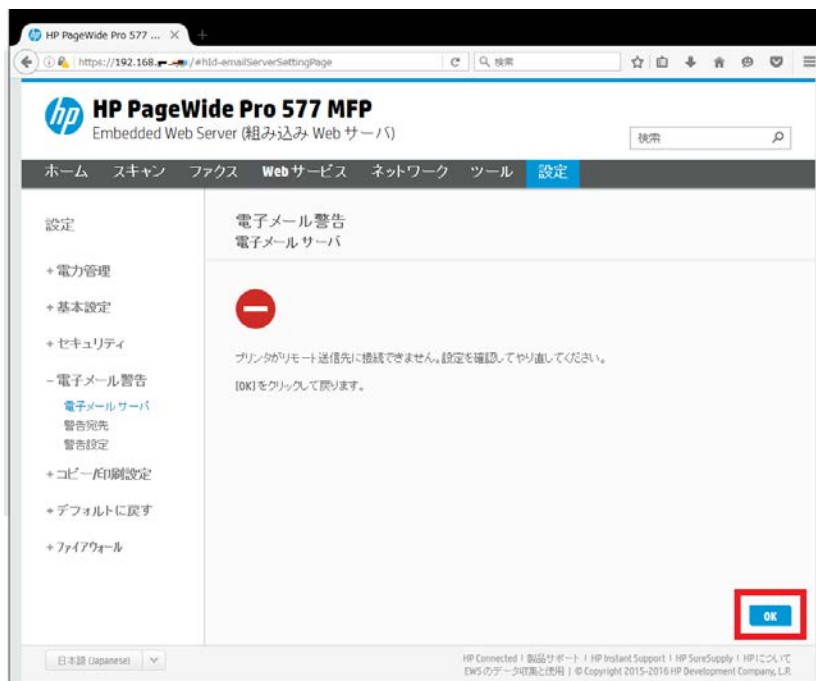 HP PageWide Pro 577 ...
https://192.168. /#hId-emailServerSettingPage
検索
hp
HP PageWide Pro 577 MFP
Embedded Web Server (組み込み Web サーバ)
検索
ホーム スキャン ファクス Webサービス ネットワーク ツール 設定
設定
電子メール警告
電子メール サーバ
+ 電力管理
+ 基本設定
+ セキュリティ
- 電子メール警告
電子メール サーバ
警告宛先
警告設定
+ コピー/印刷設定
+ デフォルトに戻す
+ ファイアウォール
プリンタがリモート送信先に接続できません。設定を確認してやり直してください。
[OK] をクリックして戻ります。
OK
日本語 (Japanese)
HP Connected | 製品サポート | HP Instant Support | HP SureSupply | HPについて
EWS のデータ収集と使用 | © Copyright 2015-2016 HP Development Company, L.P.